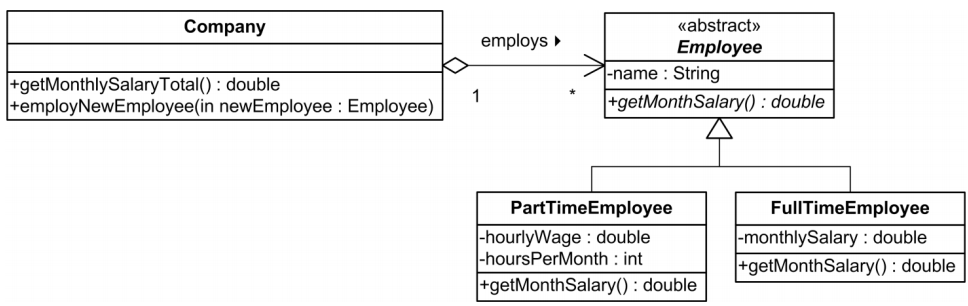 Company
+getMonthlySalaryTotal() : double
+employNewEmployee(in newEmployee : Employee)
employs
1
*
«abstract»
Employee
-name : String
+getMonthSalary() : double
PartTimeEmployee
-hourlyWage : double
-hoursPerMonth : int
+getMonthSalary() : double
FullTimeEmployee
-monthlySalary : double
+getMonthSalary() : double